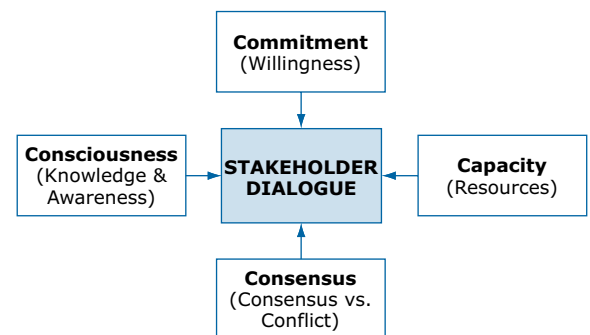 Commitment
(Willingness)
Consciousness
(Knowledge &
Awareness)
STAKEHOLDER
DIALOGUE
Capacity
(Resources)
Consensus
(Consensus vs.
Conflict)